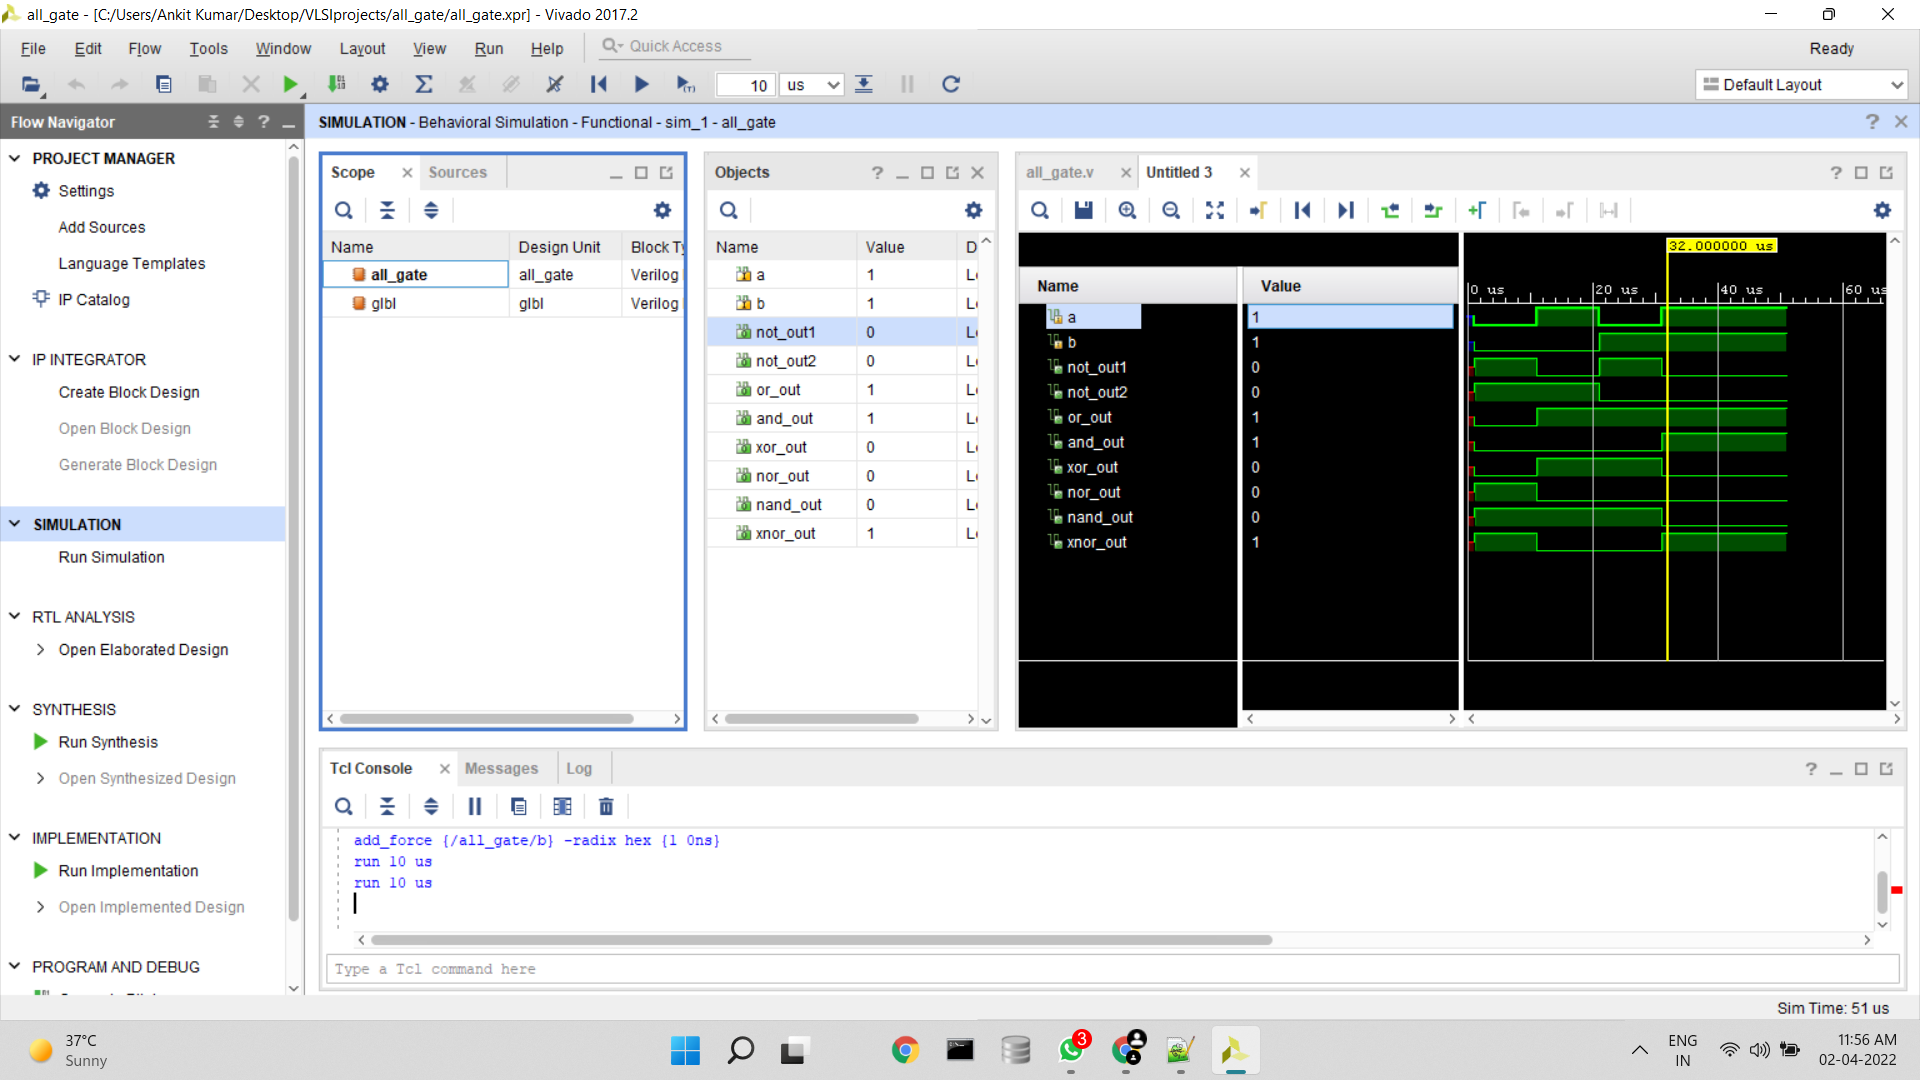 all_gate - [C:/Users/Ankit Kumar/Desktop/VLSIprojects/all_gate/all_gate.xpr] - Vivado 2017.2
File Edit Flow Tools Window Layout View Run Help Quick Access Ready
10 us Default Layout
Flow Navigator
SIMULATION - Behavioral Simulation - Functional - sim_1 - all_gate
PROJECT MANAGER
Settings
Add Sources
Language Templates
IP Catalog
IP INTEGRATOR
Create Block Design
Open Block Design
Generate Block Design
SIMULATION
Run Simulation
RTL ANALYSIS
Open Elaborated Design
SYNTHESIS
Run Synthesis
Open Synthesized Design
IMPLEMENTATION
Run Implementation
Open Implemented Design
PROGRAM AND DEBUG
Scope Sources
Name Design Unit Block Ty
all_gate all_gate Verilog
glbl glbl Verilog
Objects
Name Value D
a 1 L
b 1 L
not_out1 0 L
not_out2 0 L
or_out 1 L
and_out 1 L
xor_out 0 L
nor_out 0 L
nand_out 0 L
xnor_out 1 L
all_gate.v Untitled 3
32.000000 us
Name Value 0 us 20 us 40 us 60 us
a 1
b 1
not_out1 0
not_out2 0
or_out 1
and_out 1
xor_out 0
nor_out 0
nand_out 0
xnor_out 1
Tcl Console Messages Log
add_force {/all_gate/b} -radix hex {1 0ns}
run 10 us
run 10 us
Type a Tcl command here
Sim Time: 51 us
37°C
Sunny
3
ENG
IN
11:56 AM
02-04-2022